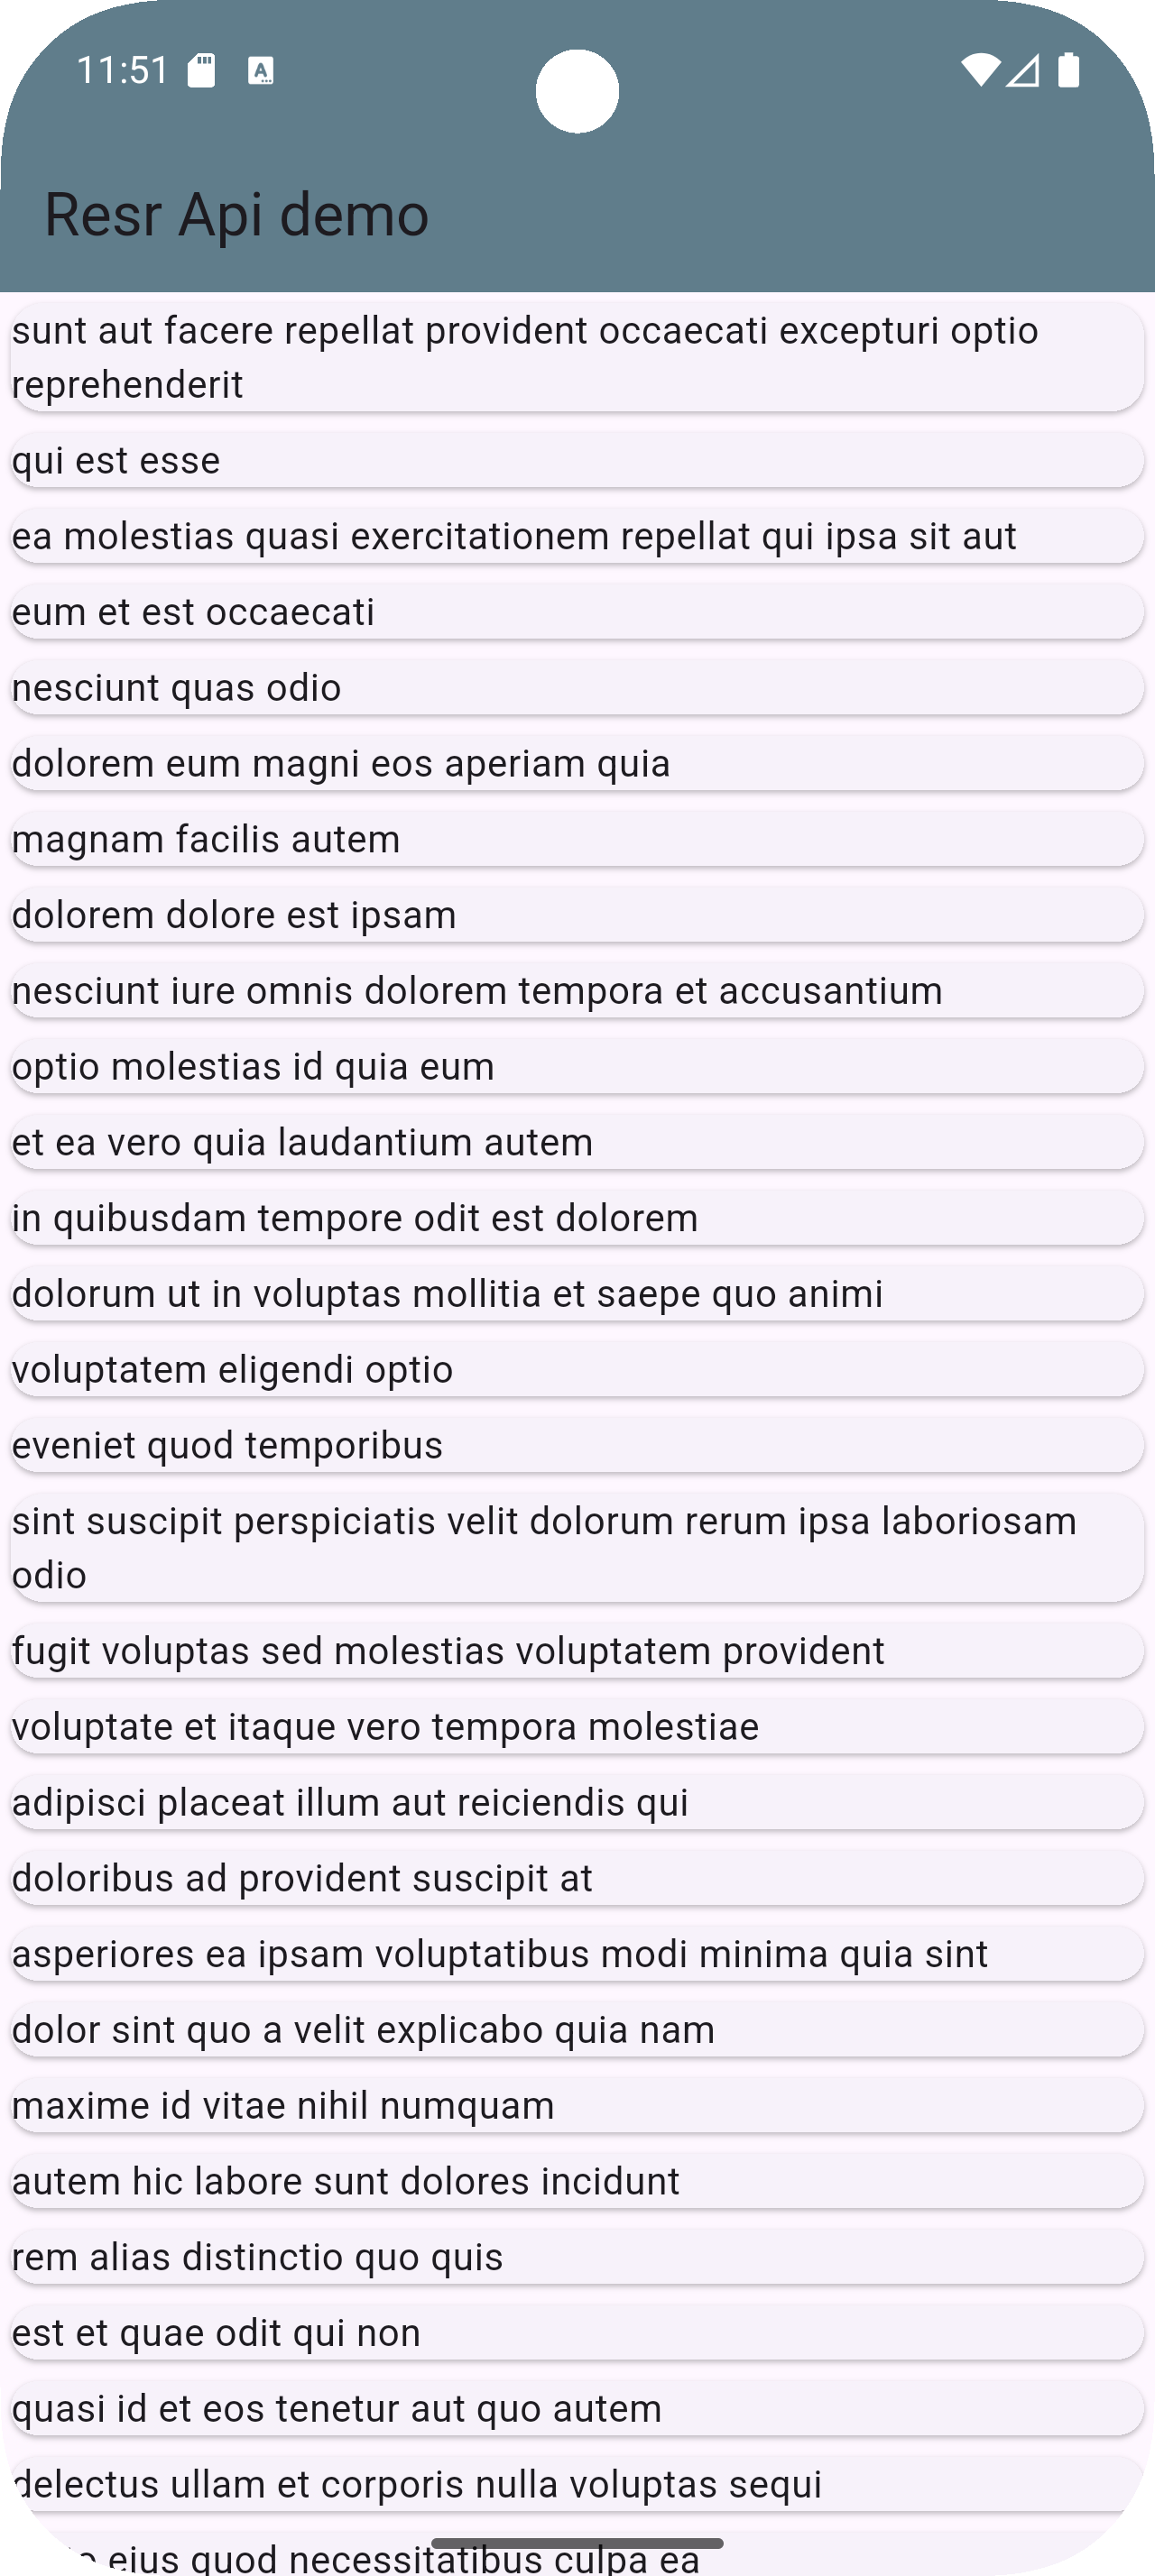 11:51
Resr Api demo
sunt aut facere repellat provident occaecati excepturi optio
reprehenderit
qui est esse
ea molestias quasi exercitationem repellat qui ipsa sit aut
eum et est occaecati
nesciunt quas odio
dolorem eum magni eos aperiam quia
magnam facilis autem
dolorem dolore est ipsam
nesciunt iure omnis dolorem tempora et accusantium
optio molestias id quia eum
et ea vero quia laudantium autem
in quibusdam tempore odit est dolorem
dolorum ut in voluptas mollitia et saepe quo animi
voluptatem eligendi optio
eveniet quod temporibus
sint suscipit perspiciatis velit dolorum rerum ipsa laboriosam
odio
fugit voluptas sed molestias voluptatem provident
voluptate et itaque vero tempora molestiae
adipisci placeat illum aut reiciendis qui
doloribus ad provident suscipit at
asperiores ea ipsam voluptatibus modi minima quia sint
dolor sint quo a velit explicabo quia nam
maxime id vitae nihil numquam
autem hic labore sunt dolores incidunt
rem alias distinctio quo quis
est et quae odit qui non
quasi id et eos tenetur aut quo autem
delectus ullam et corporis nulla voluptas sequi
eius quod necessitatibus culpa ea